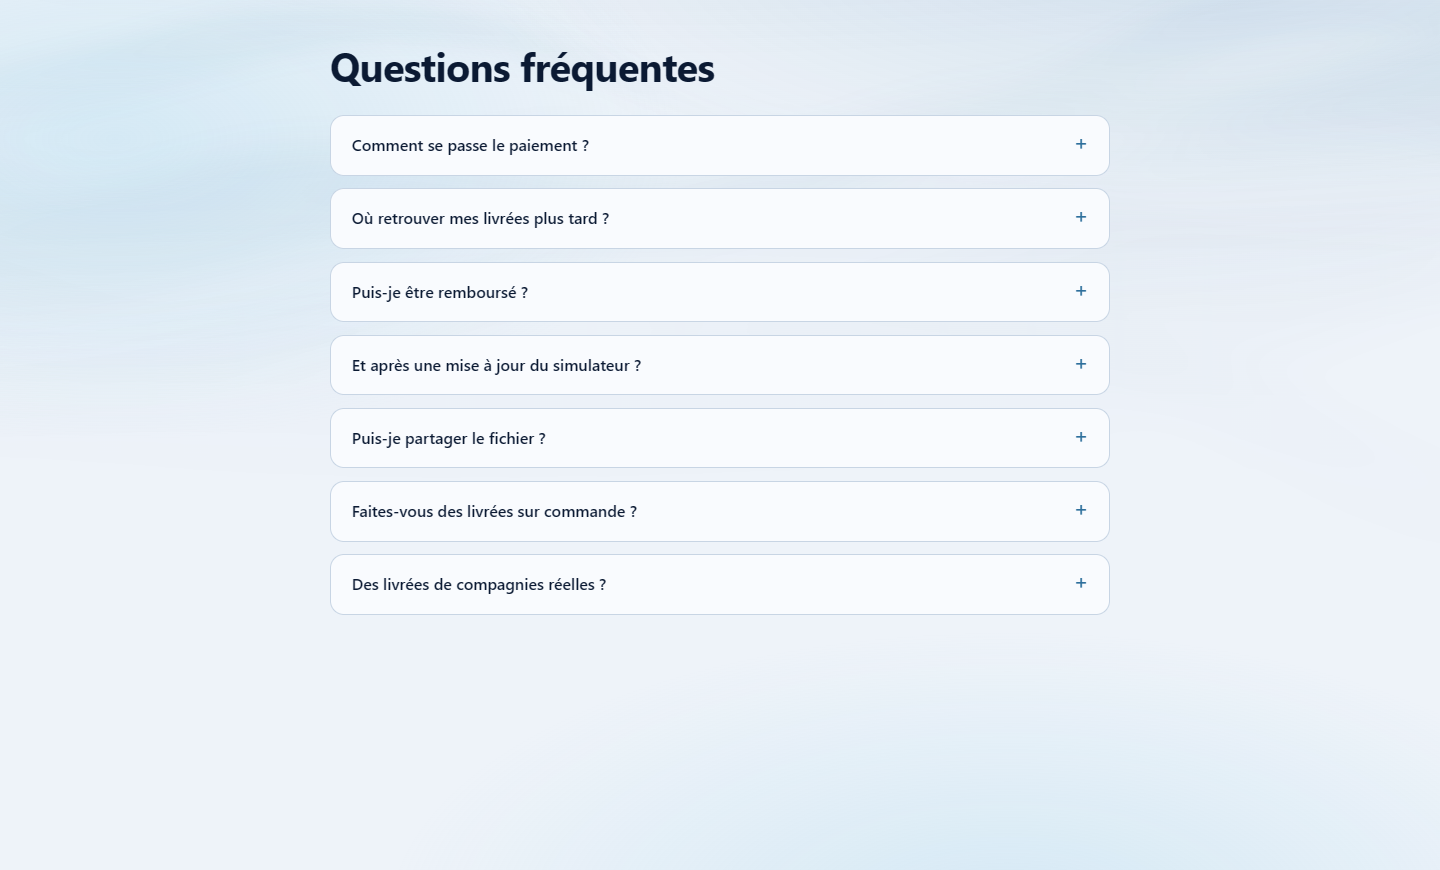 Questions fréquentes
Comment se passe le paiement ? +
Où retrouver mes livrées plus tard ? +
Puis-je être remboursé ? +
Et après une mise à jour du simulateur ? +
Puis-je partager le fichier ? +
Faites-vous des livrées sur commande ? +
Des livrées de compagnies réelles ? +